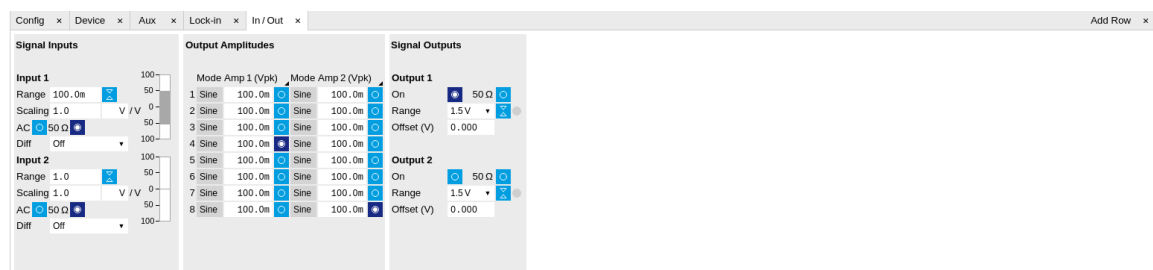 Config × Device × Aux × Lock-in × In / Out × Add Row ×
Signal Inputs
Input 1
Range 100.0m
Scaling 1.0 V / V
AC 50 Ω
Diff Off
100
50
0
50
100
Input 2
Range 1.0
Scaling 1.0 V / V
AC 50 Ω
Diff Off
100
50
0
50
100
Output Amplitudes
Mode Amp 1 (Vpk) Mode Amp 2 (Vpk)
1 Sine 100.0m Sine 100.0m
2 Sine 100.0m Sine 100.0m
3 Sine 100.0m Sine 100.0m
4 Sine 100.0m Sine 100.0m
5 Sine 100.0m Sine 100.0m
6 Sine 100.0m Sine 100.0m
7 Sine 100.0m Sine 100.0m
8 Sine 100.0m Sine 100.0m
Signal Outputs
Output 1
On 50 Ω
Range 1.5 V
Offset (V) 0.000
Output 2
On 50 Ω
Range 1.5 V
Offset (V) 0.000